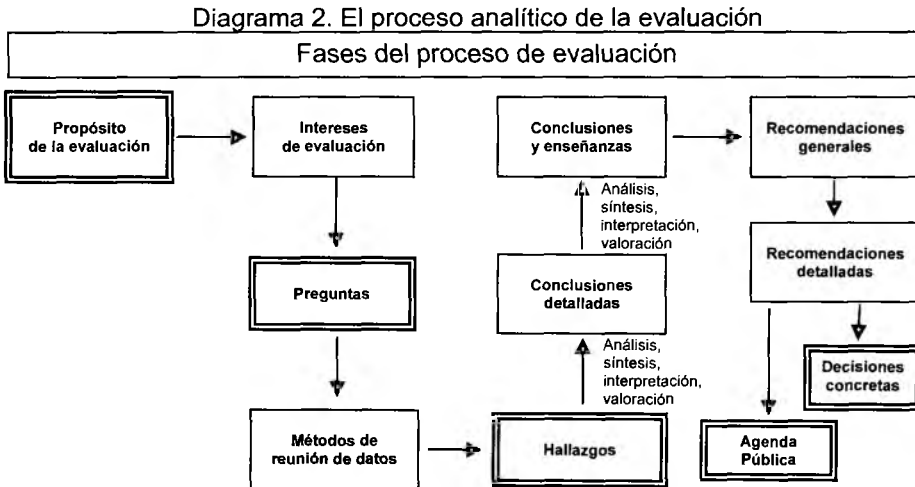 Diagrama 2. El proceso analítico de la evaluación
Fases del proceso de evaluación
Propósito
de la evaluación
Intereses
de evaluación
Preguntas
Métodos de
reunión de datos
Hallazgos
Análisis,
síntesis,
interpretación,
valoración
Conclusiones
detalladas
Análisis,
síntesis,
interpretación,
valoración
Conclusiones
y enseñanzas
Recomendaciones
generales
Recomendaciones
detalladas
Decisiones
concretas
Agenda
Pública